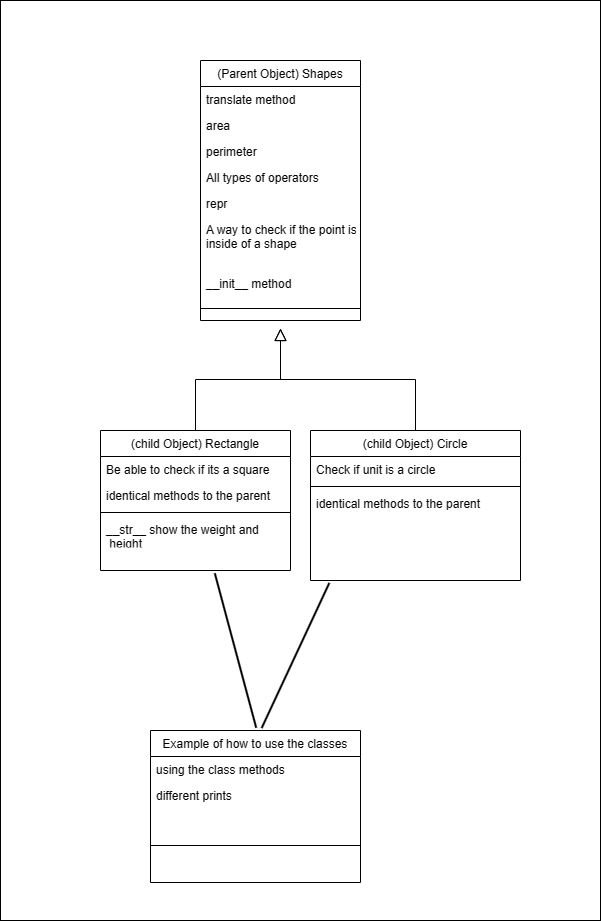 (Parent Object) Shapes
translate method
area
perimeter
All types of operators
repr
A way to check if the point is
inside of a shape
__init__ method
(child Object) Rectangle
Be able to check if its a square
identical methods to the parent
__str__ show the weight and
height
(child Object) Circle
Check if unit is a circle
identical methods to the parent
Example of how to use the classes
using the class methods
different prints